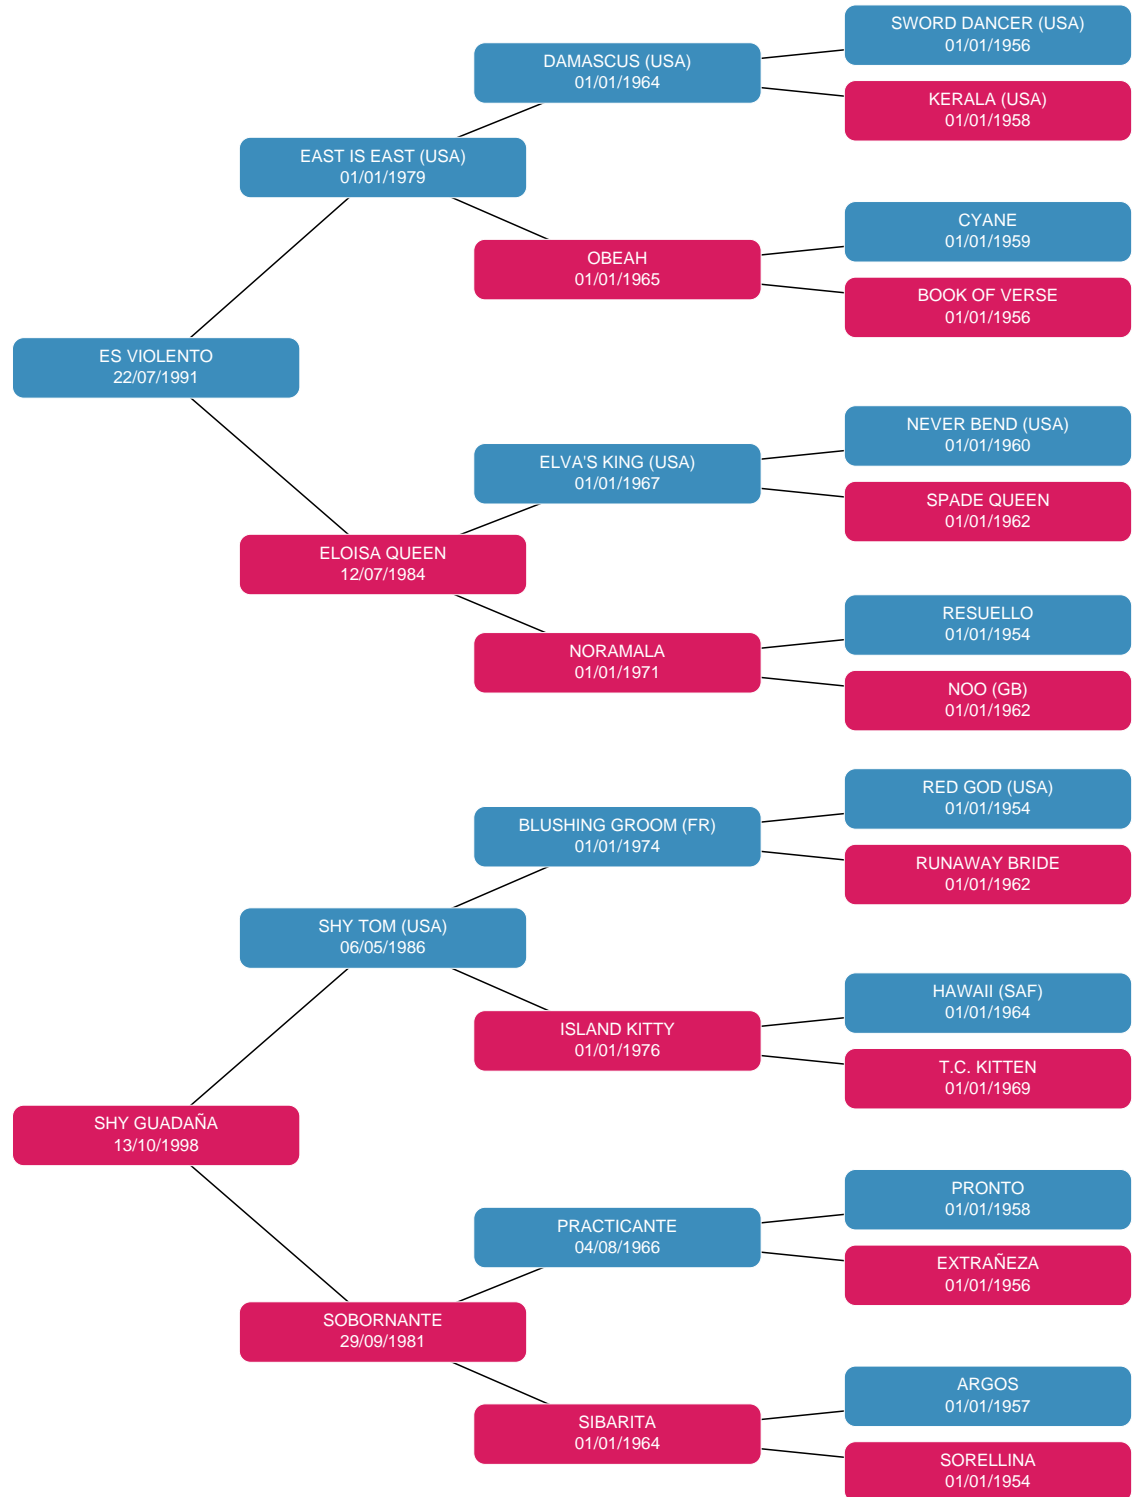 SWORD DANCER (USA)
01/01/1956
DAMASCUS (USA)
01/01/1964
KERALA (USA)
01/01/1958
EAST IS EAST (USA)
01/01/1979
CYANE
01/01/1959
OBEAH
01/01/1965
BOOK OF VERSE
01/01/1956
ES VIOLENTO
22/07/1991
NEVER BEND (USA)
01/01/1960
ELVA'S KING (USA)
01/01/1967
SPADE QUEEN
01/01/1962
ELOISA QUEEN
12/07/1984
RESUELLO
01/01/1954
NORAMALA
01/01/1971
NOO (GB)
01/01/1962
RED GOD (USA)
01/01/1954
BLUSHING GROOM (FR)
01/01/1974
RUNAWAY BRIDE
01/01/1962
SHY TOM (USA)
06/05/1986
HAWAII (SAF)
01/01/1964
ISLAND KITTY
01/01/1976
T.C. KITTEN
01/01/1969
SHY GUADAÑA
13/10/1998
PRONTO
01/01/1958
PRACTICANTE
04/08/1966
EXTRAÑEZA
01/01/1956
SOBORNANTE
29/09/1981
ARGOS
01/01/1957
SIBARITA
01/01/1964
SORELLINA
01/01/1954